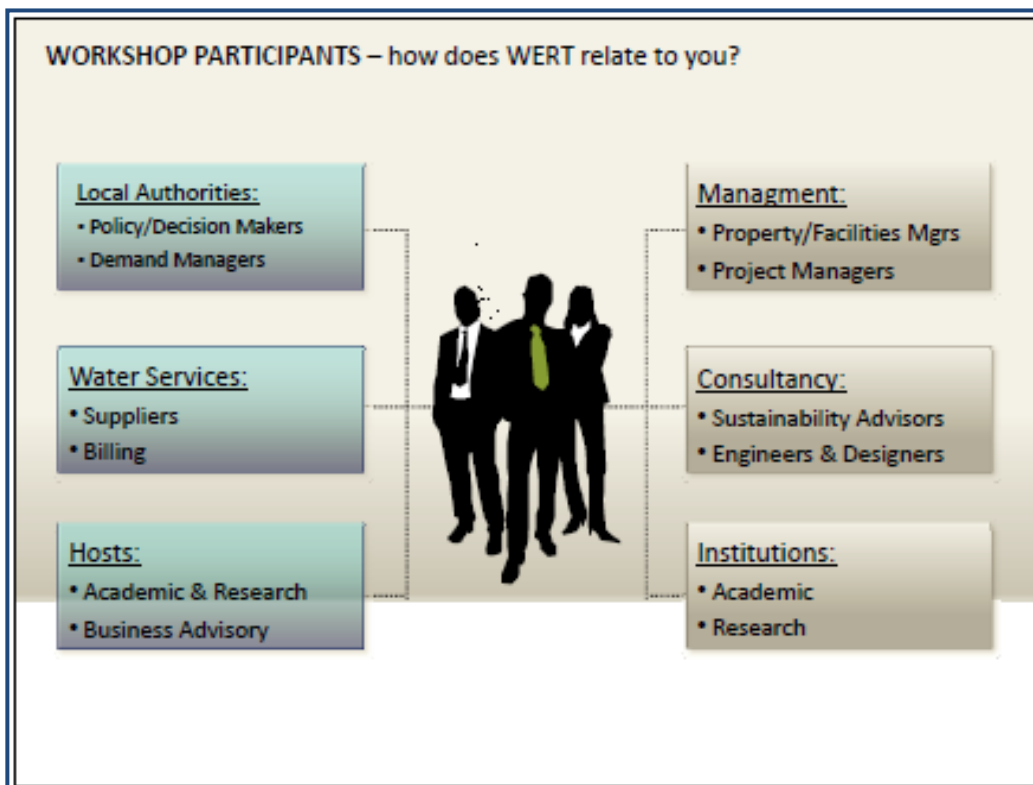 WORKSHOP PARTICIPANTS – how does WERT relate to you?
Local Authorities:
• Policy/Decision Makers
• Demand Managers
Water Services:
• Suppliers
• Billing
Hosts:
• Academic & Research
• Business Advisory
Managment:
• Property/Facilities Mgrs
• Project Managers
Consultancy:
• Sustainability Advisors
• Engineers & Designers
Institutions:
• Academic
• Research